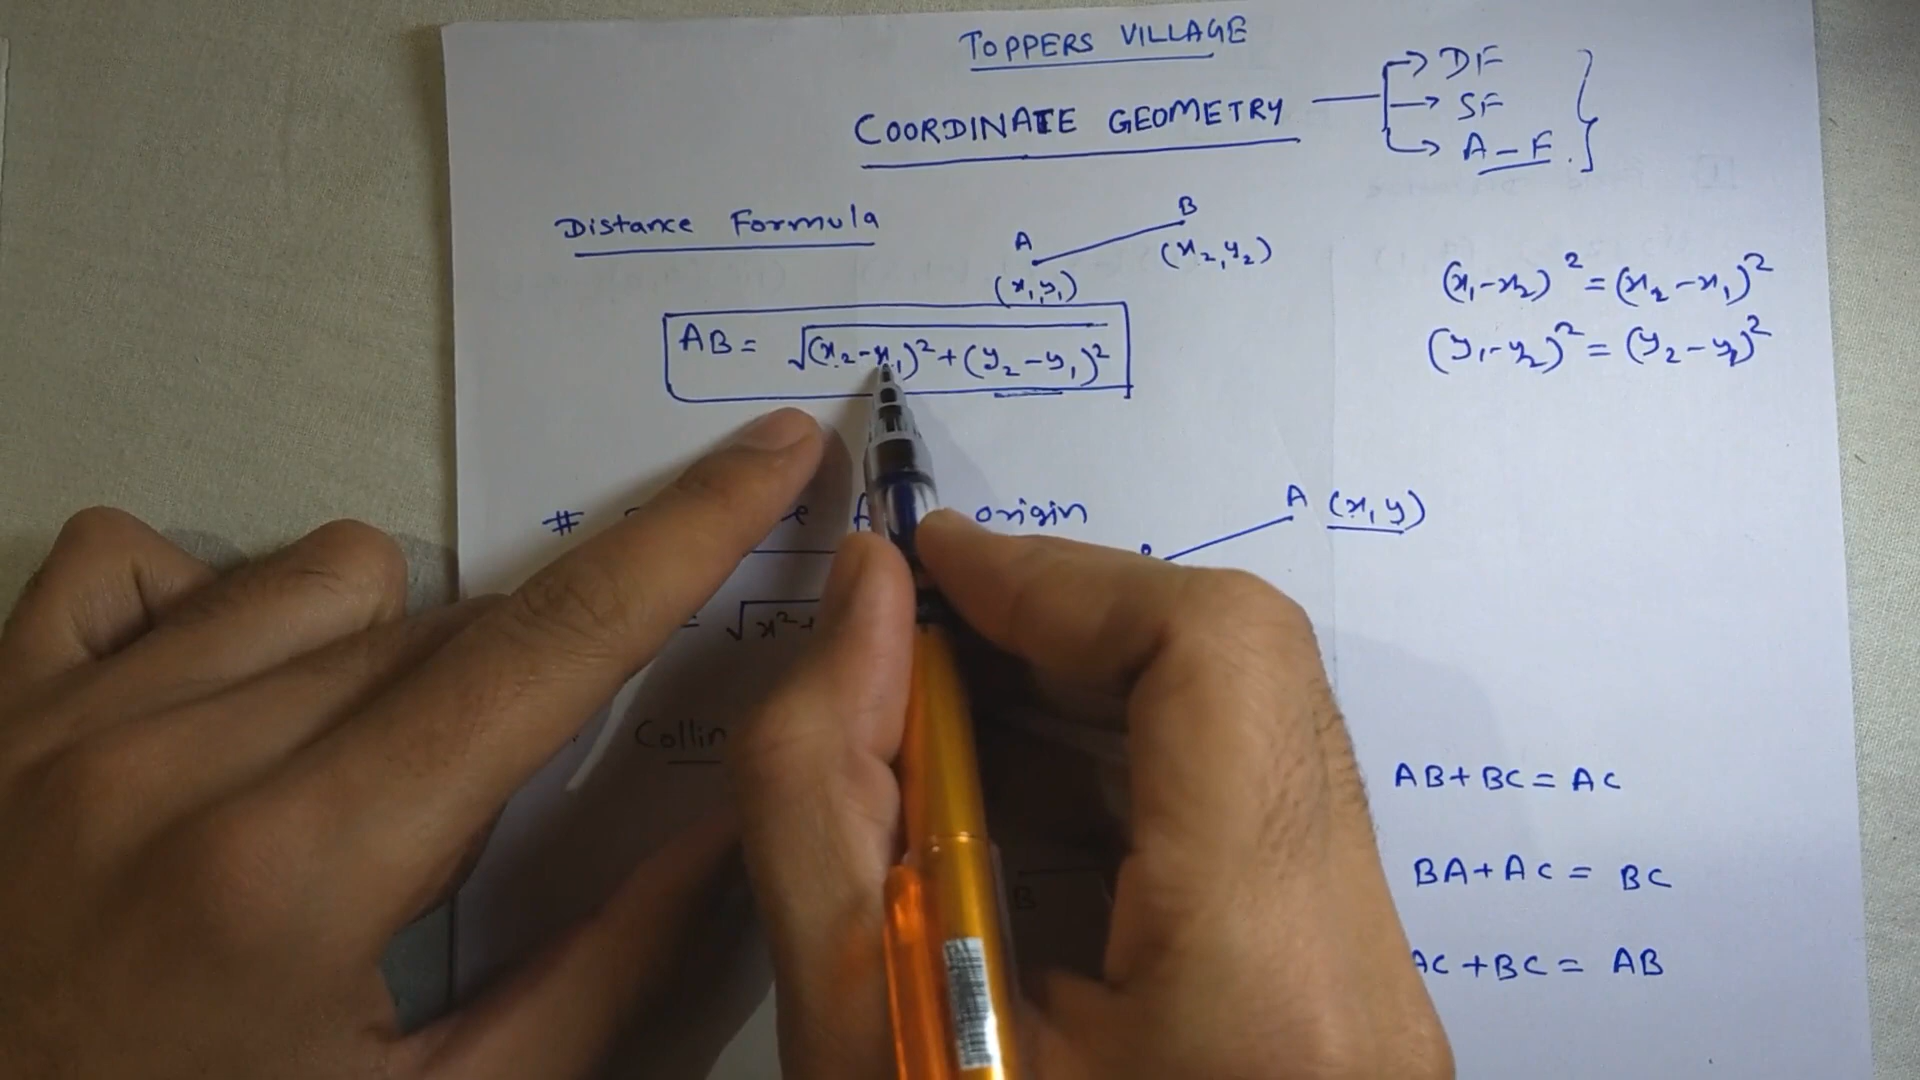 TOPPERS VILLAGE
COORDINATE GEOMETRY
→ DF
→ SF
→ A-F.
Distance Formula
A
B
(x₁,y₁)
(x₂,y₂)
AB = √(x₂-x₁)²+(y₂-y₁)²
(x₁-x₂)² = (x₂-x₁)²
(y₁-y₂)² = (y₂-y₁)²
# origin
A (x,y)
= √x²+
Collin
B
AB+BC = AC
BA+AC = BC
AC+BC = AB